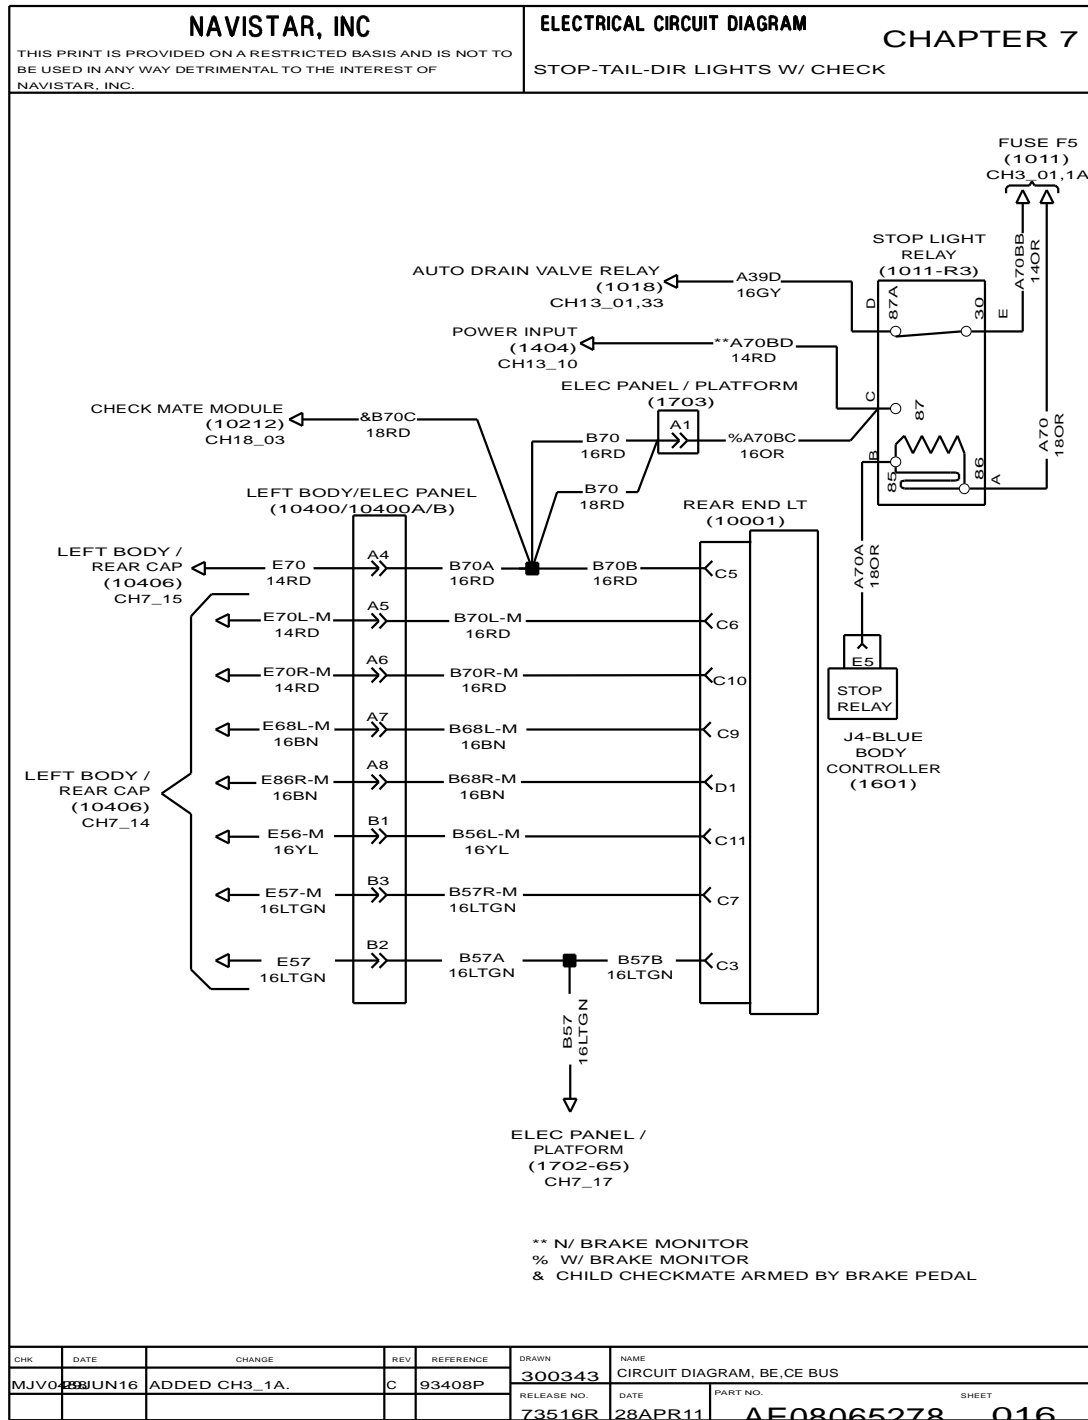 NAVISTAR, INC
THIS PRINT IS PROVIDED ON A RESTRICTED BASIS AND IS NOT TO
BE USED IN ANY WAY DETRIMENTAL TO THE INTEREST OF
NAVISTAR, INC.
ELECTRICAL CIRCUIT DIAGRAM
CHAPTER 7
STOP-TAIL-DIR LIGHTS W/ CHECK
FUSE F5
(1011)
CH3_01,1A
A70BB
14OR
A70
18OR
STOP LIGHT
RELAY
(1011-R3)
D
87A
30
E
C
87
B
85
86
A
AUTO DRAIN VALVE RELAY
(1018)
CH13_01,33
A39D
16GY
POWER INPUT
(1404)
CH13_10
**A70BD
14RD
ELEC PANEL / PLATFORM
(1703)
A1
CHECK MATE MODULE
(10212)
CH18_03
&B70C
18RD
B70
16RD
%A70BC
16OR
B70
18RD
A70A
18OR
E5
STOP
RELAY
J4-BLUE
BODY
CONTROLLER
(1601)
LEFT BODY/ELEC PANEL
(10400/10400A/B)
REAR END LT
(10001)
LEFT BODY /
REAR CAP
(10406)
CH7_15
E70
14RD
A4
B70A
16RD
B70B
16RD
C5
E70L-M
14RD
A5
B70L-M
16RD
C6
E70R-M
14RD
A6
B70R-M
16RD
C10
E68L-M
16BN
A7
B68L-M
16BN
C9
LEFT BODY /
REAR CAP
(10406)
CH7_14
E86R-M
16BN
A8
B68R-M
16BN
D1
E56-M
16YL
B1
B56L-M
16YL
C11
E57-M
16LTGN
B3
B57R-M
16LTGN
C7
E57
16LTGN
B2
B57A
16LTGN
B57B
16LTGN
C3
B57
16LTGN
ELEC PANEL /
PLATFORM
(1702-65)
CH7_17
** N/ BRAKE MONITOR
% W/ BRAKE MONITOR
& CHILD CHECKMATE ARMED BY BRAKE PEDAL
CHK DATE CHANGE REV REFERENCE
JUN16 ADDED CH3_1A. C 93408P
DRAWN
300343
NAME
CIRCUIT DIAGRAM, BE,CE BUS
RELEASE NO.
73516R
DATE
28APR11
PART NO.
AE08065278
SHEET
016